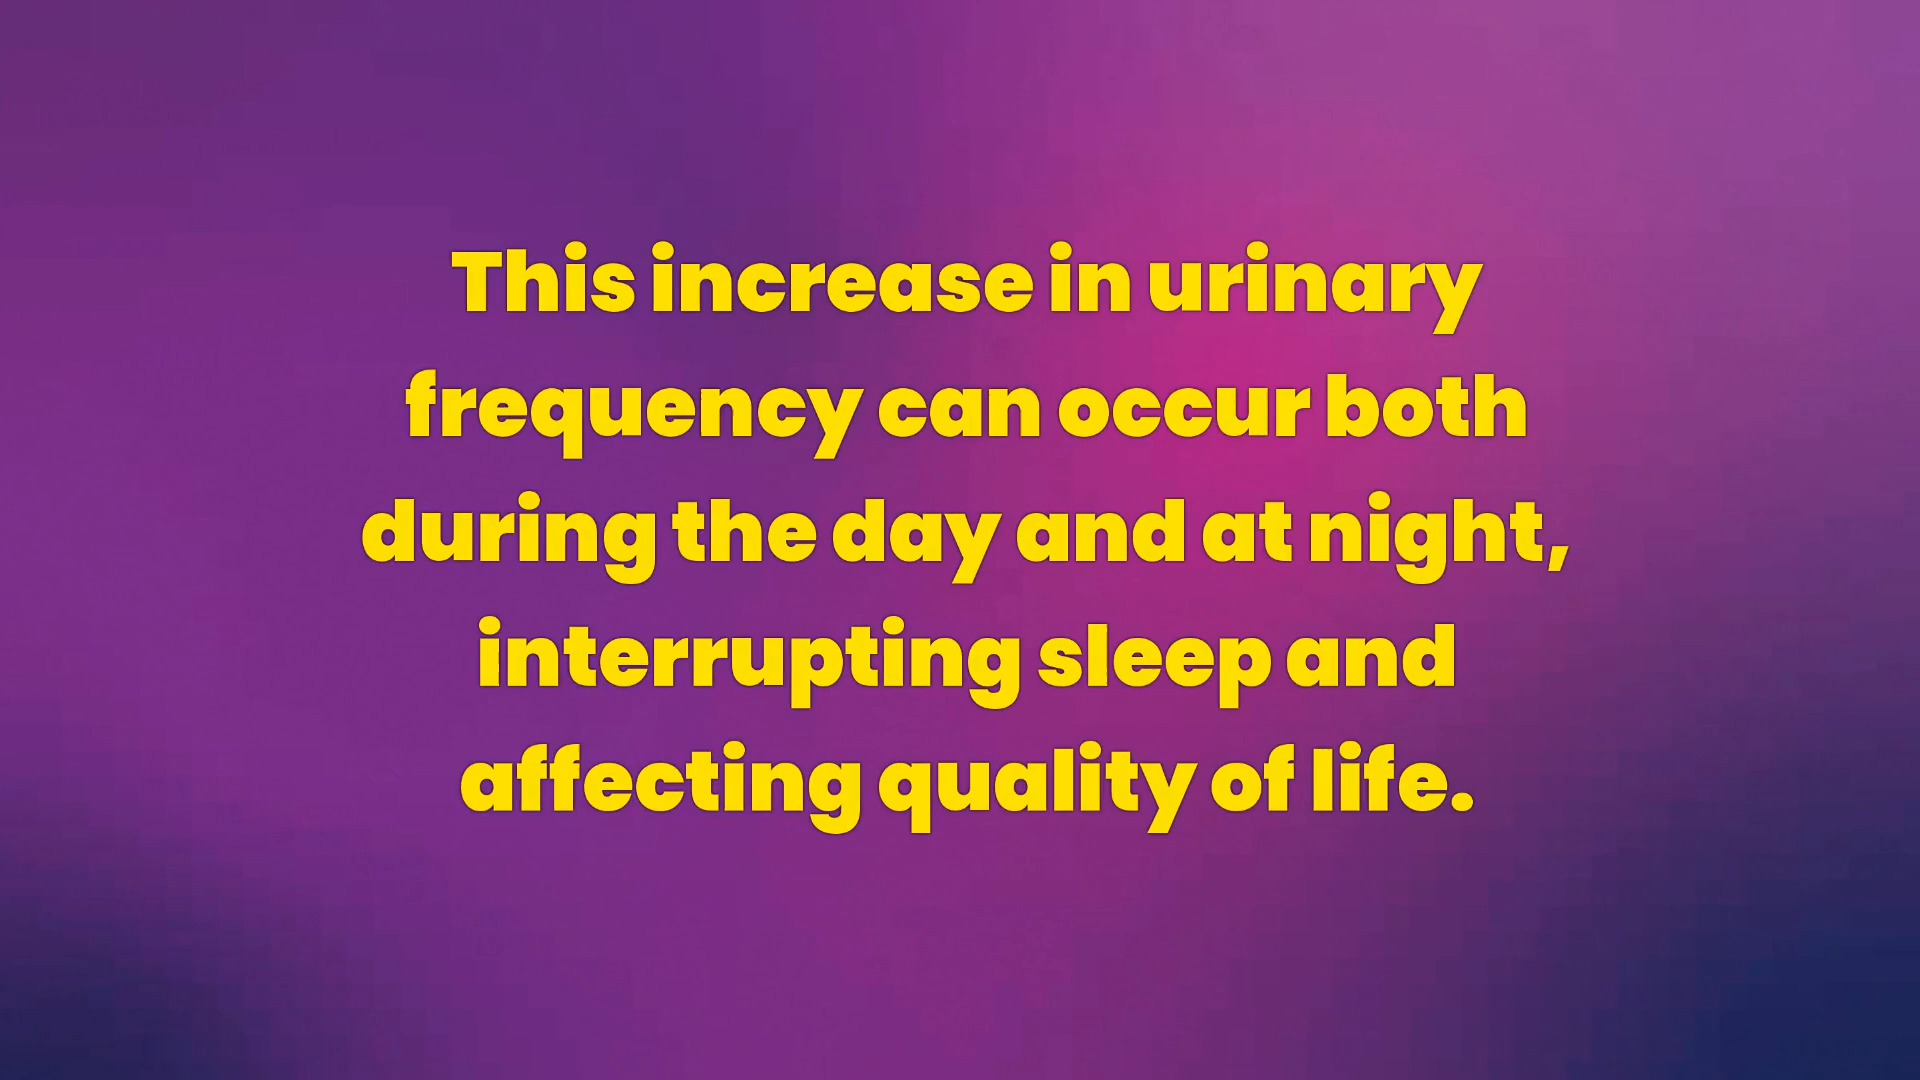 This increase in urinary
frequency can occur both
during the day and at night,
interrupting sleep and
affecting quality of life.